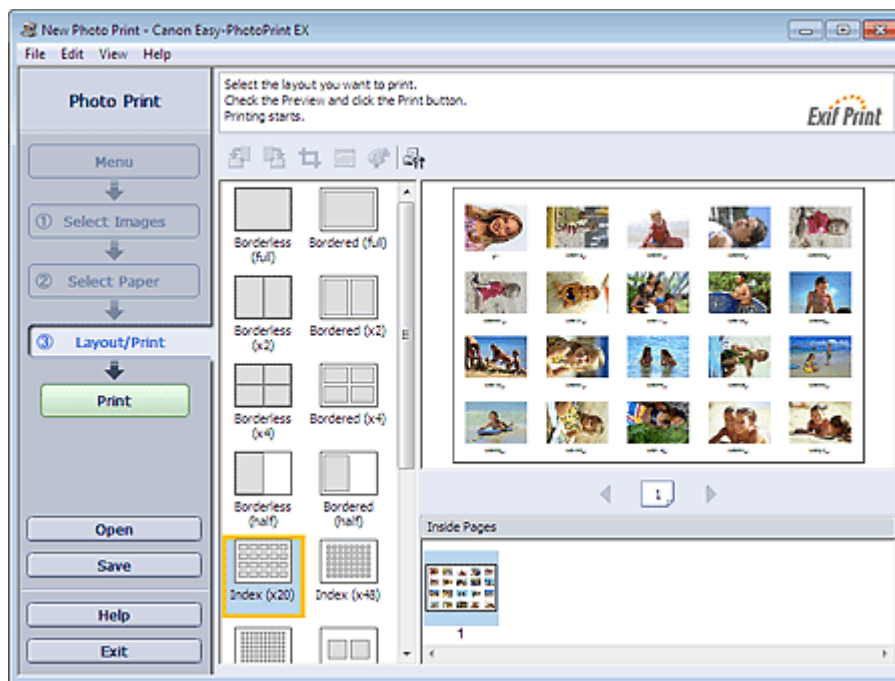 New Photo Print - Canon Easy-PhotoPrint EX
File Edit View Help
Photo Print
Select the layout you want to print.
Check the Preview and click the Print button.
Printing starts.
Exif Print
Menu
① Select Images
② Select Paper
③ Layout/Print
Print
Open
Save
Help
Exit
Borderless (full)
Bordered (full)
Borderless (x2)
Bordered (x2)
Borderless (x4)
Bordered (x4)
Borderless (half)
Bordered (half)
Index (x20)
Index (x48)
1
Inside Pages
1